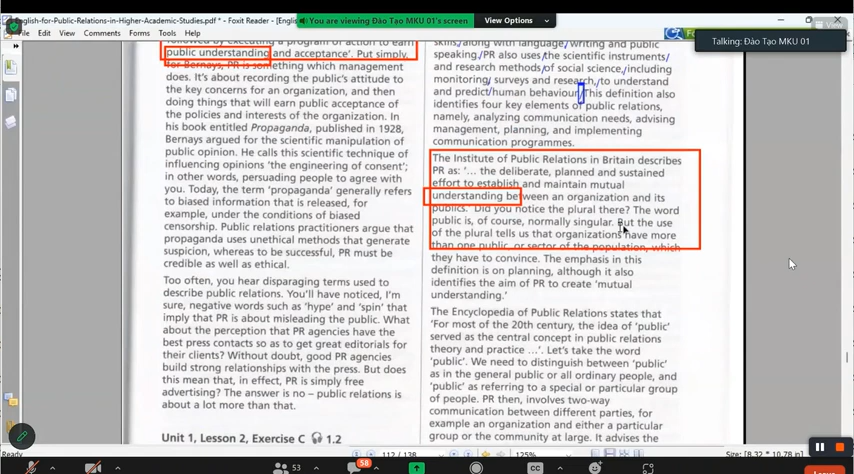 English-for-Public-Relations-in-Higher-Academic-Studies.pdf * - Foxit Reader - [Englis
You are viewing Đào Tạo MKU 01's screen
View Options
View
Talking: Đảo Tạo MKU 01
File Edit View Comments Forms Tools Help
public understanding and acceptance'. Put simply,
for Bernays, PR is something which management
does. It's about recording the public's attitude to
the key concerns for an organization, and then
doing things that will earn public acceptance of
the policies and interests of the organization. In
his book entitled Propaganda, published in 1928,
Bernays argued for the scientific manipulation of
public opinion. He calls this scientific technique of
influencing opinions 'the engineering of consent';
in other words, persuading people to agree with
you. Today, the term 'propaganda' generally refers
to biased information that is released, for
example, under the conditions of biased
censorship. Public relations practitioners argue that
propaganda uses unethical methods that generate
suspicion, whereas to be successful, PR must be
credible as well as ethical.
Too often, you hear disparaging terms used to
describe public relations. You'll have noticed, I'm
sure, negative words such as 'hype' and 'spin' that
imply that PR is about misleading the public. What
about the perception that PR agencies have the
best press contacts so as to get great editorials for
their clients? Without doubt, good PR agencies
build strong relationships with the press. But does
this mean that, in effect, PR is simply free
advertising? The answer is no – public relations is
about a lot more than that.
Unit 1, Lesson 2, Exercise C 1.2
skills/along with language/writing and public
speaking./PR also uses/the scientific instruments/
and research methods/of social science,/including
monitoring/surveys and research,/to understand
and predict/human behaviour./This definition also
identifies four key elements of public relations,
namely, analyzing communication needs, advising
management, planning, and implementing
communication programmes.
The Institute of Public Relations in Britain describes
PR as: '… the deliberate, planned and sustained
effort to establish and maintain mutual
understanding between an organization and its
publics.' Did you notice the plural there? The word
public is, of course, normally singular. But the use
of the plural tells us that organizations have more
than one public, or sector of the population, which
they have to convince. The emphasis in this
definition is on planning, although it also
identifies the aim of PR to create 'mutual
understanding.'
The Encyclopedia of Public Relations states that
'For most of the 20th century, the idea of 'public'
served as the central concept in public relations
theory and practice …'. Let's take the word
'public'. We need to distinguish between 'public'
as in the general public or all ordinary people, and
'public' as referring to a special or particular group
of people. PR then, involves two-way
communication between different parties, for
example an organization and either a particular
group or the community at large. It advises the
Ready
112 / 138
125%
Size: [8.32 * 10.78 in]
53
58
CC
Leave